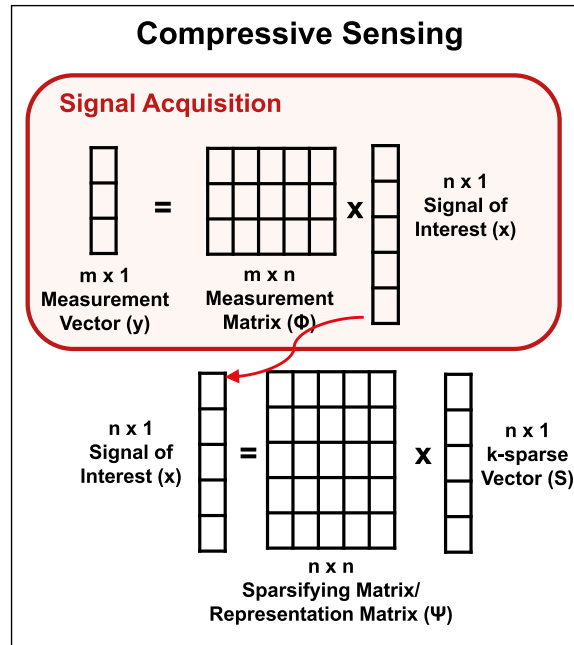 Compressive Sensing
Signal Acquisition
=
x
n x 1
Signal of
Interest (x)
m x 1
Measurement
Vector (y)
m x n
Measurement
Matrix (Φ)
n x 1
Signal of
Interest (x)
=
x
n x 1
k-sparse
Vector (S)
n x n
Sparsifying Matrix/
Representation Matrix (Ψ)